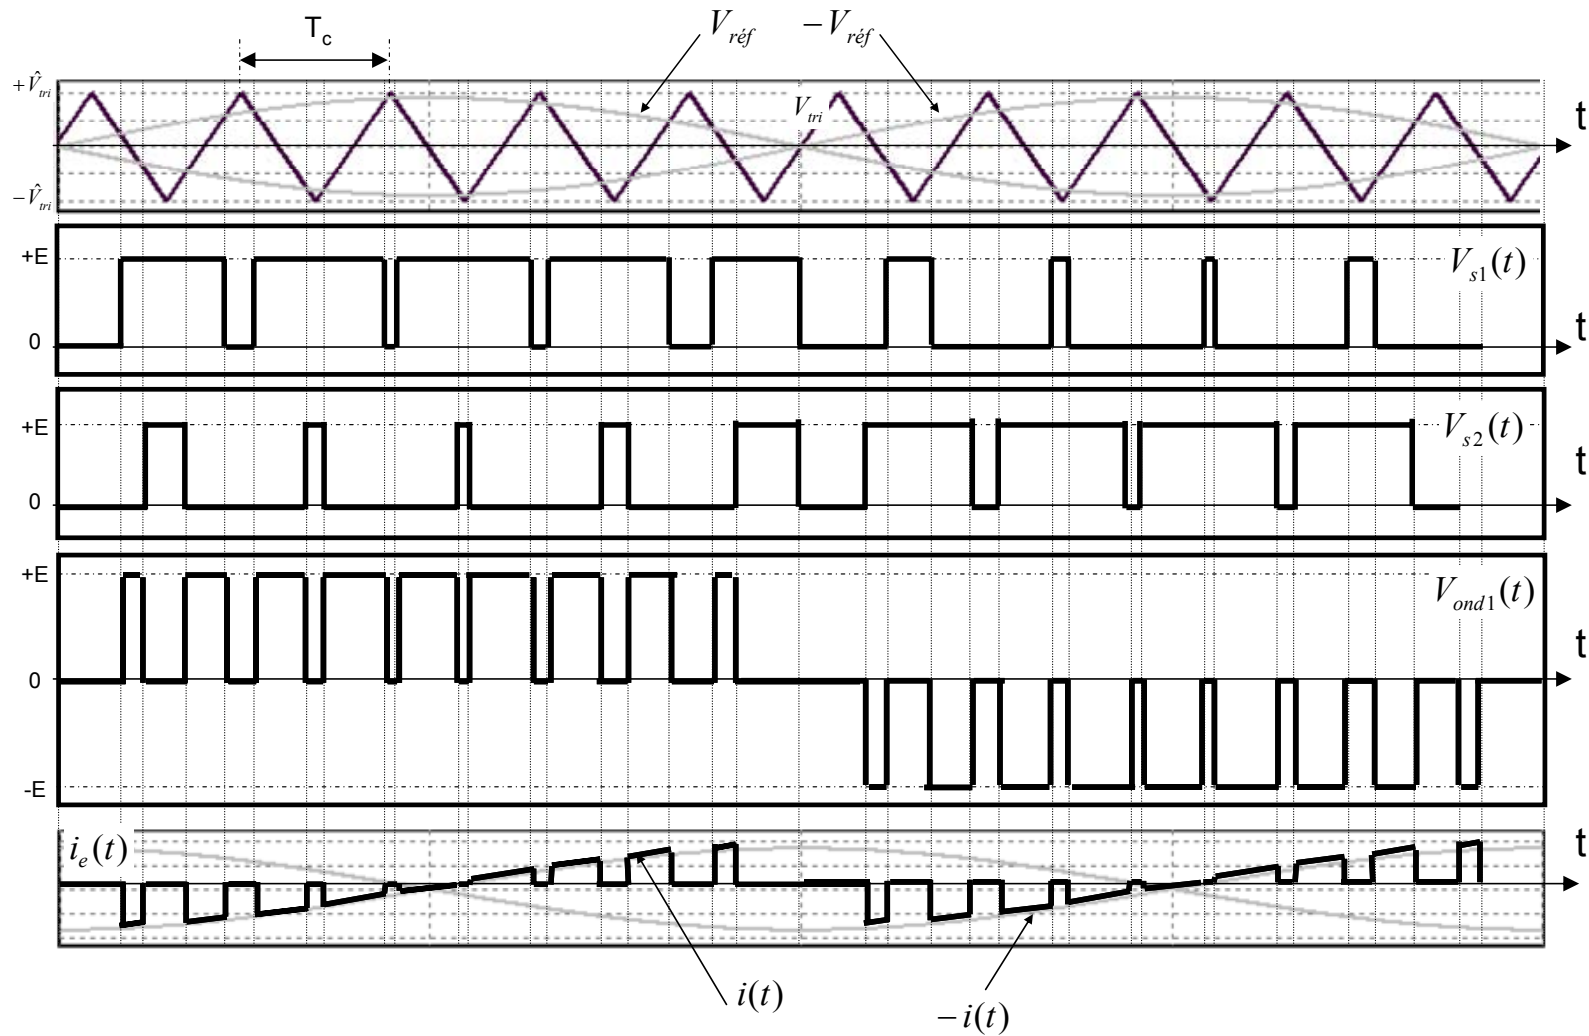 T_c
V_réf
−V_réf
+V̂_tri
V_tri
t
−V̂_tri
+E
V_s1(t)
0
t
+E
V_s2(t)
0
t
+E
V_ond1(t)
0
t
-E
i_e(t)
t
i(t)
−i(t)